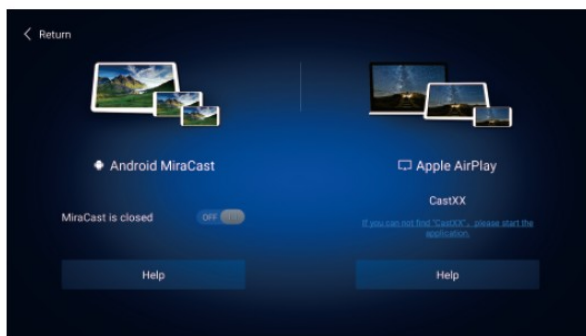 Return
Android MiraCast
MiraCast is closed
OFF
Help
Apple AirPlay
CastXX
If you can not find "CastXX", please start the
application.
Help